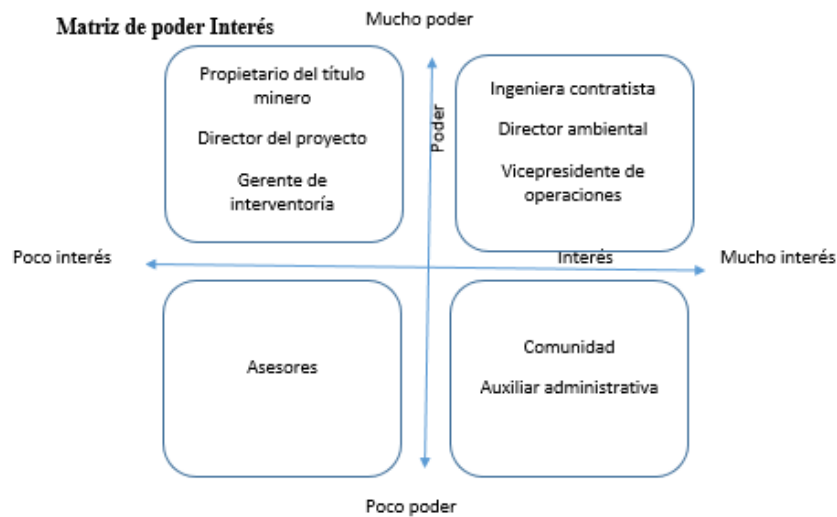 Matriz de poder Interés
Mucho poder
Propietario del título
minero
Director del proyecto
Gerente de
interventoría
Poder
Ingeniera contratista
Director ambiental
Vicepresidente de
operaciones
Poco interés
Interés
Mucho interés
Asesores
Comunidad
Auxiliar administrativa
Poco poder